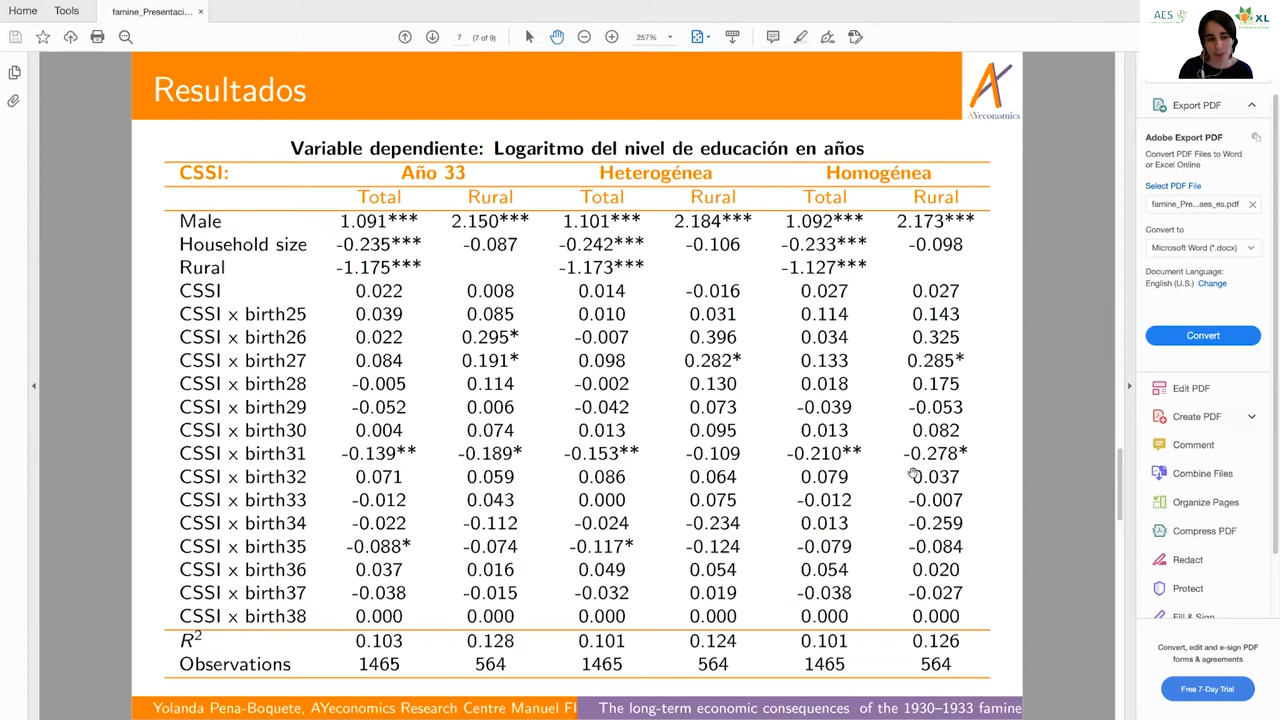 Home
Tools
famine_Presentaci... ×
7 (7 of 9)
257%
AES
XL
Resultados
AYeconomics
Variable dependiente: Logaritmo del nivel de educación en años
CSSI: Año 33 Heterogénea Homogénea
Total Rural Total Rural Total Rural
Male 1.091*** 2.150*** 1.101*** 2.184*** 1.092*** 2.173***
Household size -0.235*** -0.087 -0.242*** -0.106 -0.233*** -0.098
Rural -1.175*** -1.173*** -1.127***
CSSI 0.022 0.008 0.014 -0.016 0.027 0.027
CSSI x birth25 0.039 0.085 0.010 0.031 0.114 0.143
CSSI x birth26 0.022 0.295* -0.007 0.396 0.034 0.325
CSSI x birth27 0.084 0.191* 0.098 0.282* 0.133 0.285*
CSSI x birth28 -0.005 0.114 -0.002 0.130 0.018 0.175
CSSI x birth29 -0.052 0.006 -0.042 0.073 -0.039 -0.053
CSSI x birth30 0.004 0.074 0.013 0.095 0.013 0.082
CSSI x birth31 -0.139** -0.189* -0.153** -0.109 -0.210** -0.278*
CSSI x birth32 0.071 0.059 0.086 0.064 0.079 0.037
CSSI x birth33 -0.012 0.043 0.000 0.075 -0.012 -0.007
CSSI x birth34 -0.022 -0.112 -0.024 -0.234 0.013 -0.259
CSSI x birth35 -0.088* -0.074 -0.117* -0.124 -0.079 -0.084
CSSI x birth36 0.037 0.016 0.049 0.054 0.054 0.020
CSSI x birth37 -0.038 -0.015 -0.032 0.019 -0.038 -0.027
CSSI x birth38 0.000 0.000 0.000 0.000 0.000 0.000
R² 0.103 0.128 0.101 0.124 0.101 0.126
Observations 1465 564 1465 564 1465 564
Yolanda Pena-Boquete, AYeconomics Research Centre Manuel Fl
The long-term economic consequences of the 1930–1933 famine
Export PDF
Adobe Export PDF
Convert PDF Files to Word
or Excel Online
Select PDF File
famine_Pre...aes_es.pdf
Convert to
Microsoft Word (*.docx)
Document Language:
English (U.S.) Change
Convert
Edit PDF
Create PDF
Comment
Combine Files
Organize Pages
Compress PDF
Redact
Protect
Fill & Sign
Convert, edit and e-sign PDF
forms & agreements
Free 7-Day Trial